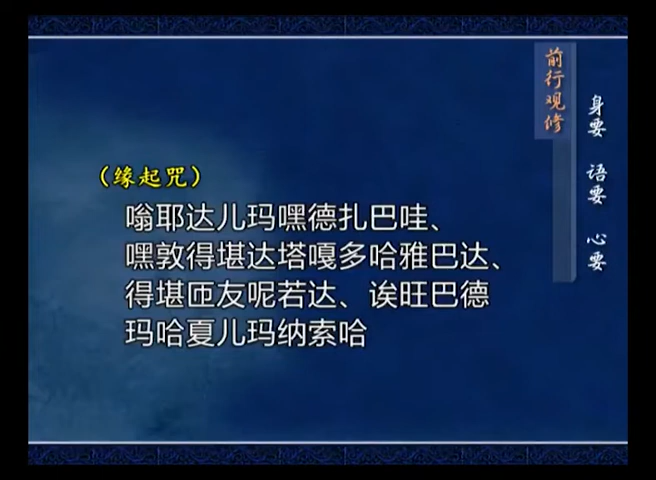 前行观修
身要 语要 心要
（缘起咒）
嗡耶达儿玛嘿德扎巴哇、
嘿敦得堪达塔嘎多哈雅巴达、
得堪匝友呢若达、诶旺巴德
玛哈夏儿玛纳索哈